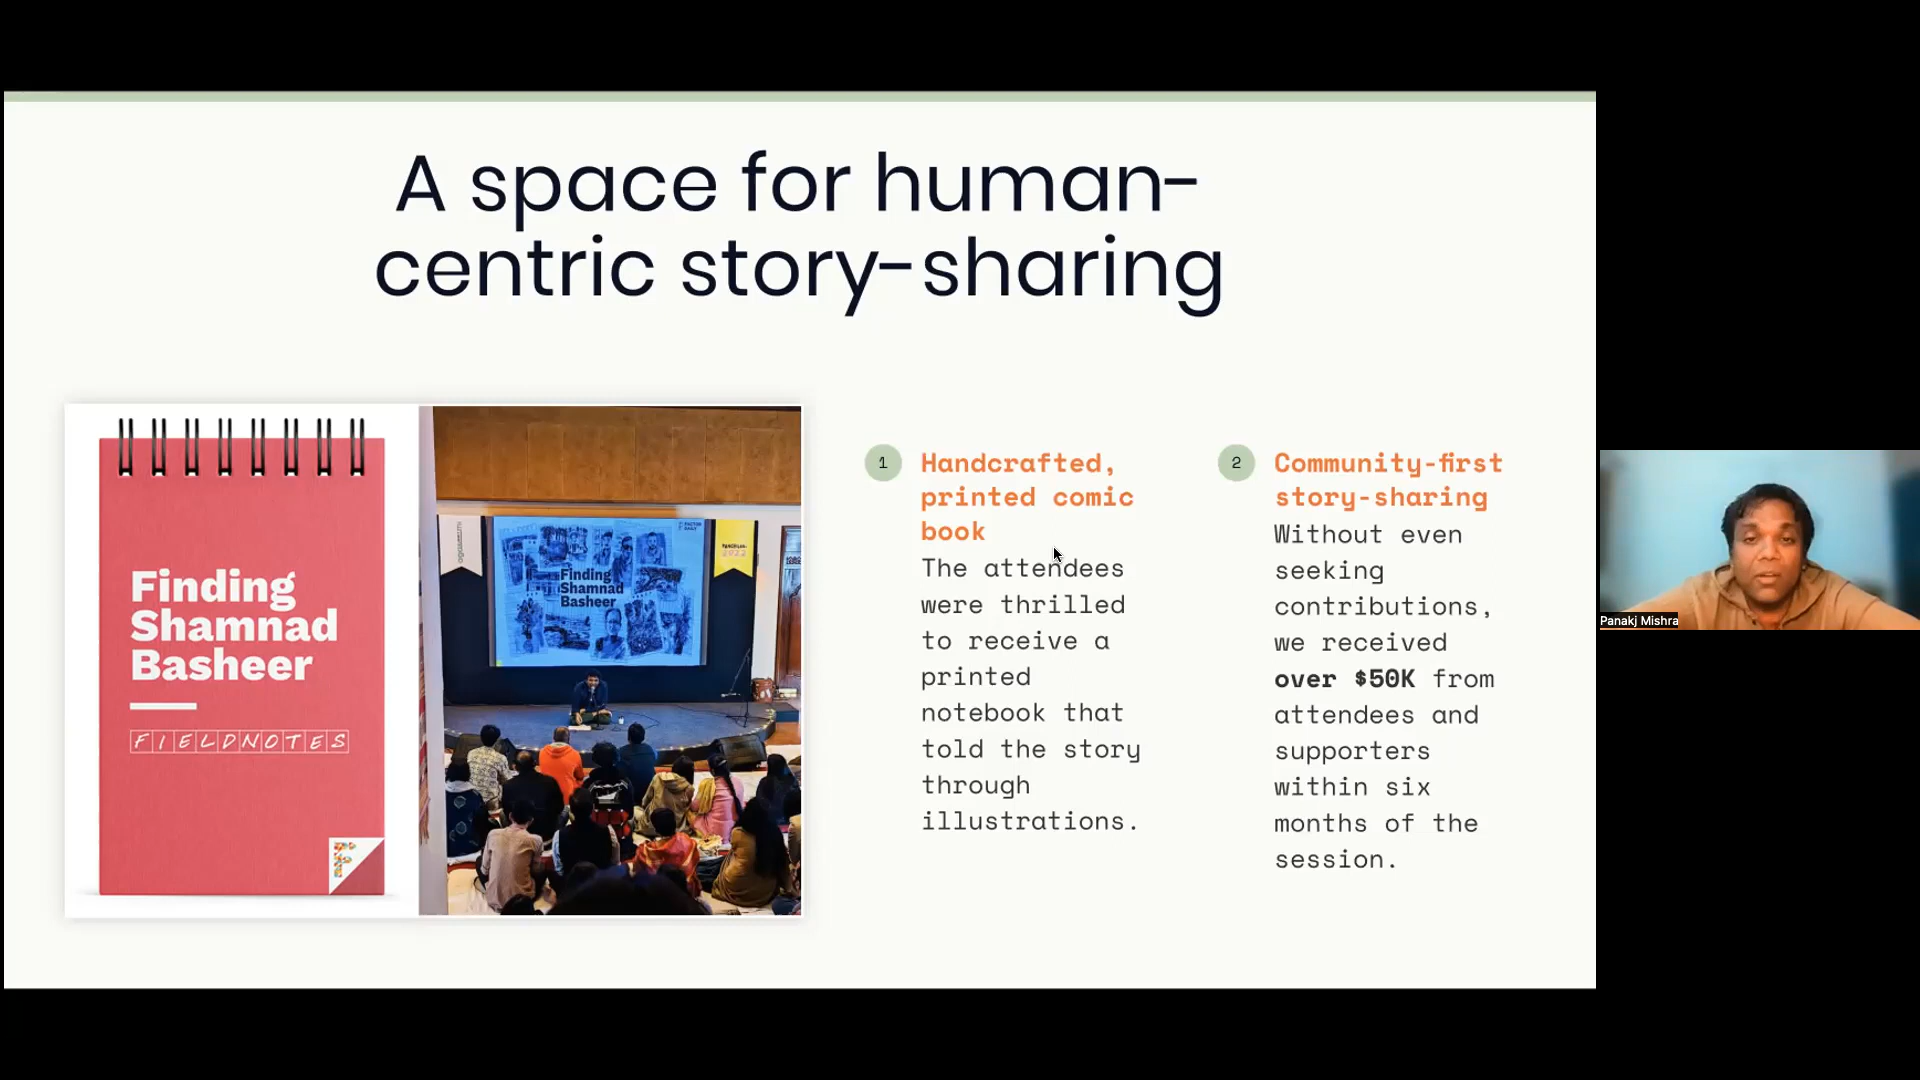 A space for human-
centric story-sharing
Finding
Shamnad
Basheer
FIELDNOTES
Finding
Shamnad
Basheer
1
Handcrafted,
printed comic
book
The attendees
were thrilled
to receive a
printed
notebook that
told the story
through
illustrations.
2
Community-first
story-sharing
Without even
seeking
contributions,
we received
over $50K from
attendees and
supporters
within six
months of the
session.
Panakj Mishra